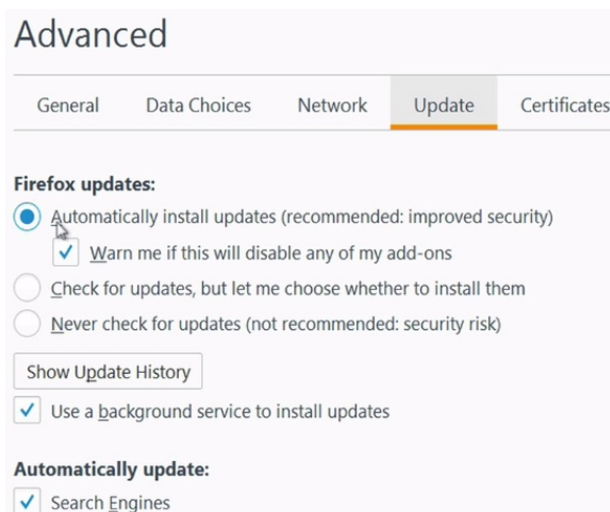 Advanced
General Data Choices Network Update Certificates
Firefox updates:
Automatically install updates (recommended: improved security)
Warn me if this will disable any of my add-ons
Check for updates, but let me choose whether to install them
Never check for updates (not recommended: security risk)
Show Update History
Use a background service to install updates
Automatically update:
Search Engines